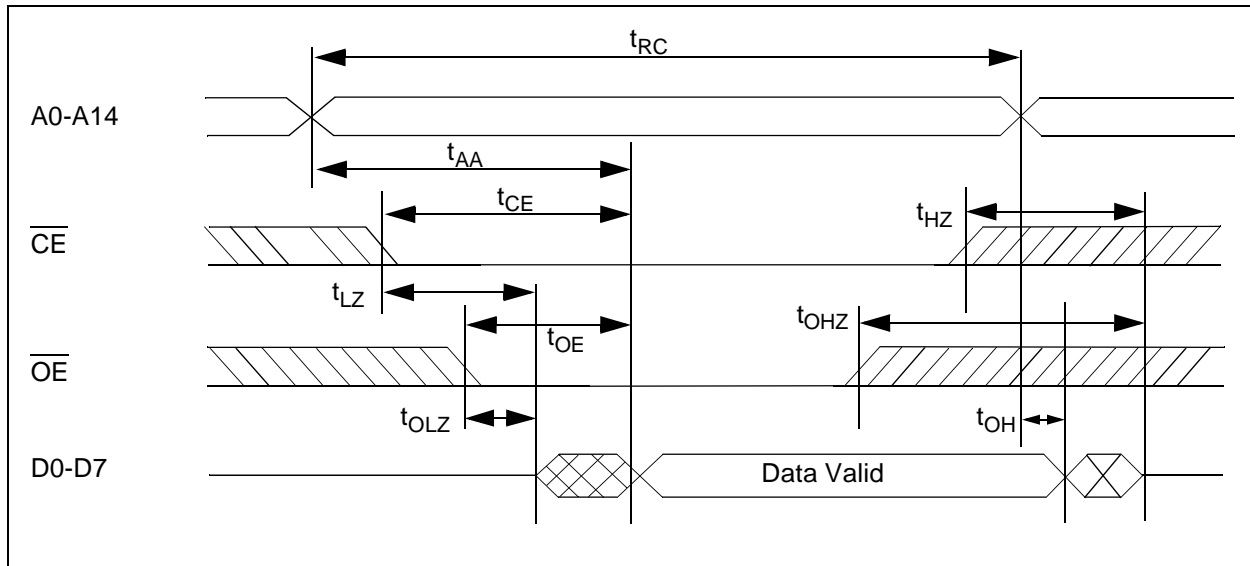 tRC
A0-A14
tAA
tCE
tHZ
CE
tLZ
tOE
tOHZ
OE
tOLZ
tOH
D0-D7
Data Valid